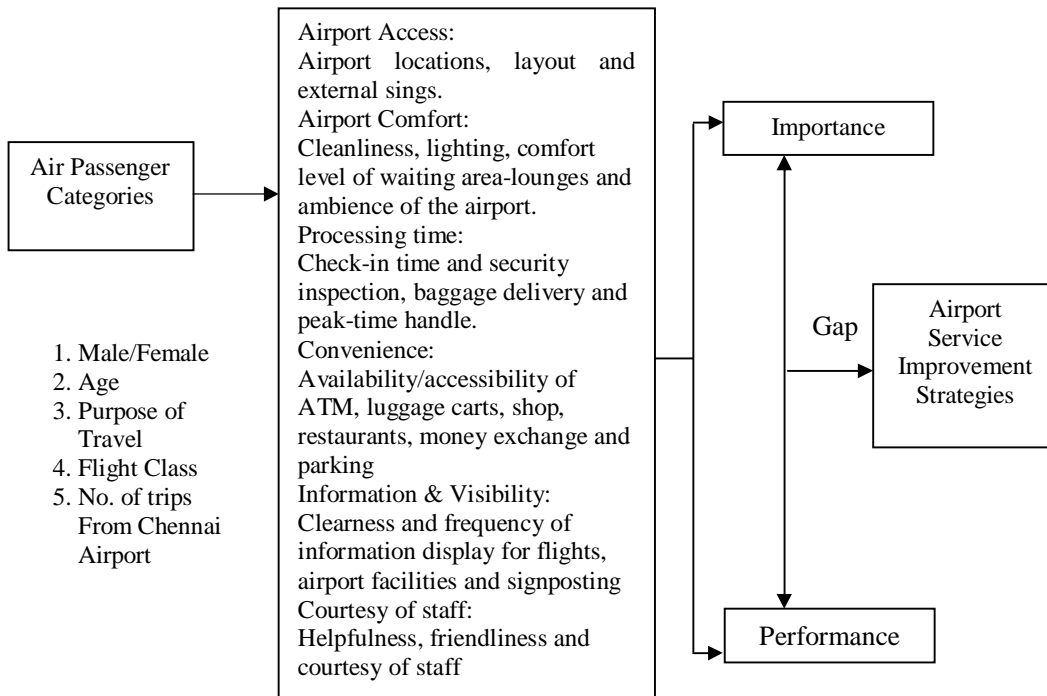 Air Passenger
Categories
1. Male/Female
2. Age
3. Purpose of
Travel
4. Flight Class
5. No. of trips
From Chennai
Airport
Airport Access:
Airport locations, layout and
external sings.
Airport Comfort:
Cleanliness, lighting, comfort
level of waiting area-lounges and
ambience of the airport.
Processing time:
Check-in time and security
inspection, baggage delivery and
peak-time handle.
Convenience:
Availability/accessibility of
ATM, luggage carts, shop,
restaurants, money exchange and
parking
Information & Visibility:
Clearness and frequency of
information display for flights,
airport facilities and signposting
Courtesy of staff:
Helpfulness, friendliness and
courtesy of staff
Importance
Gap
Airport
Service
Improvement
Strategies
Performance